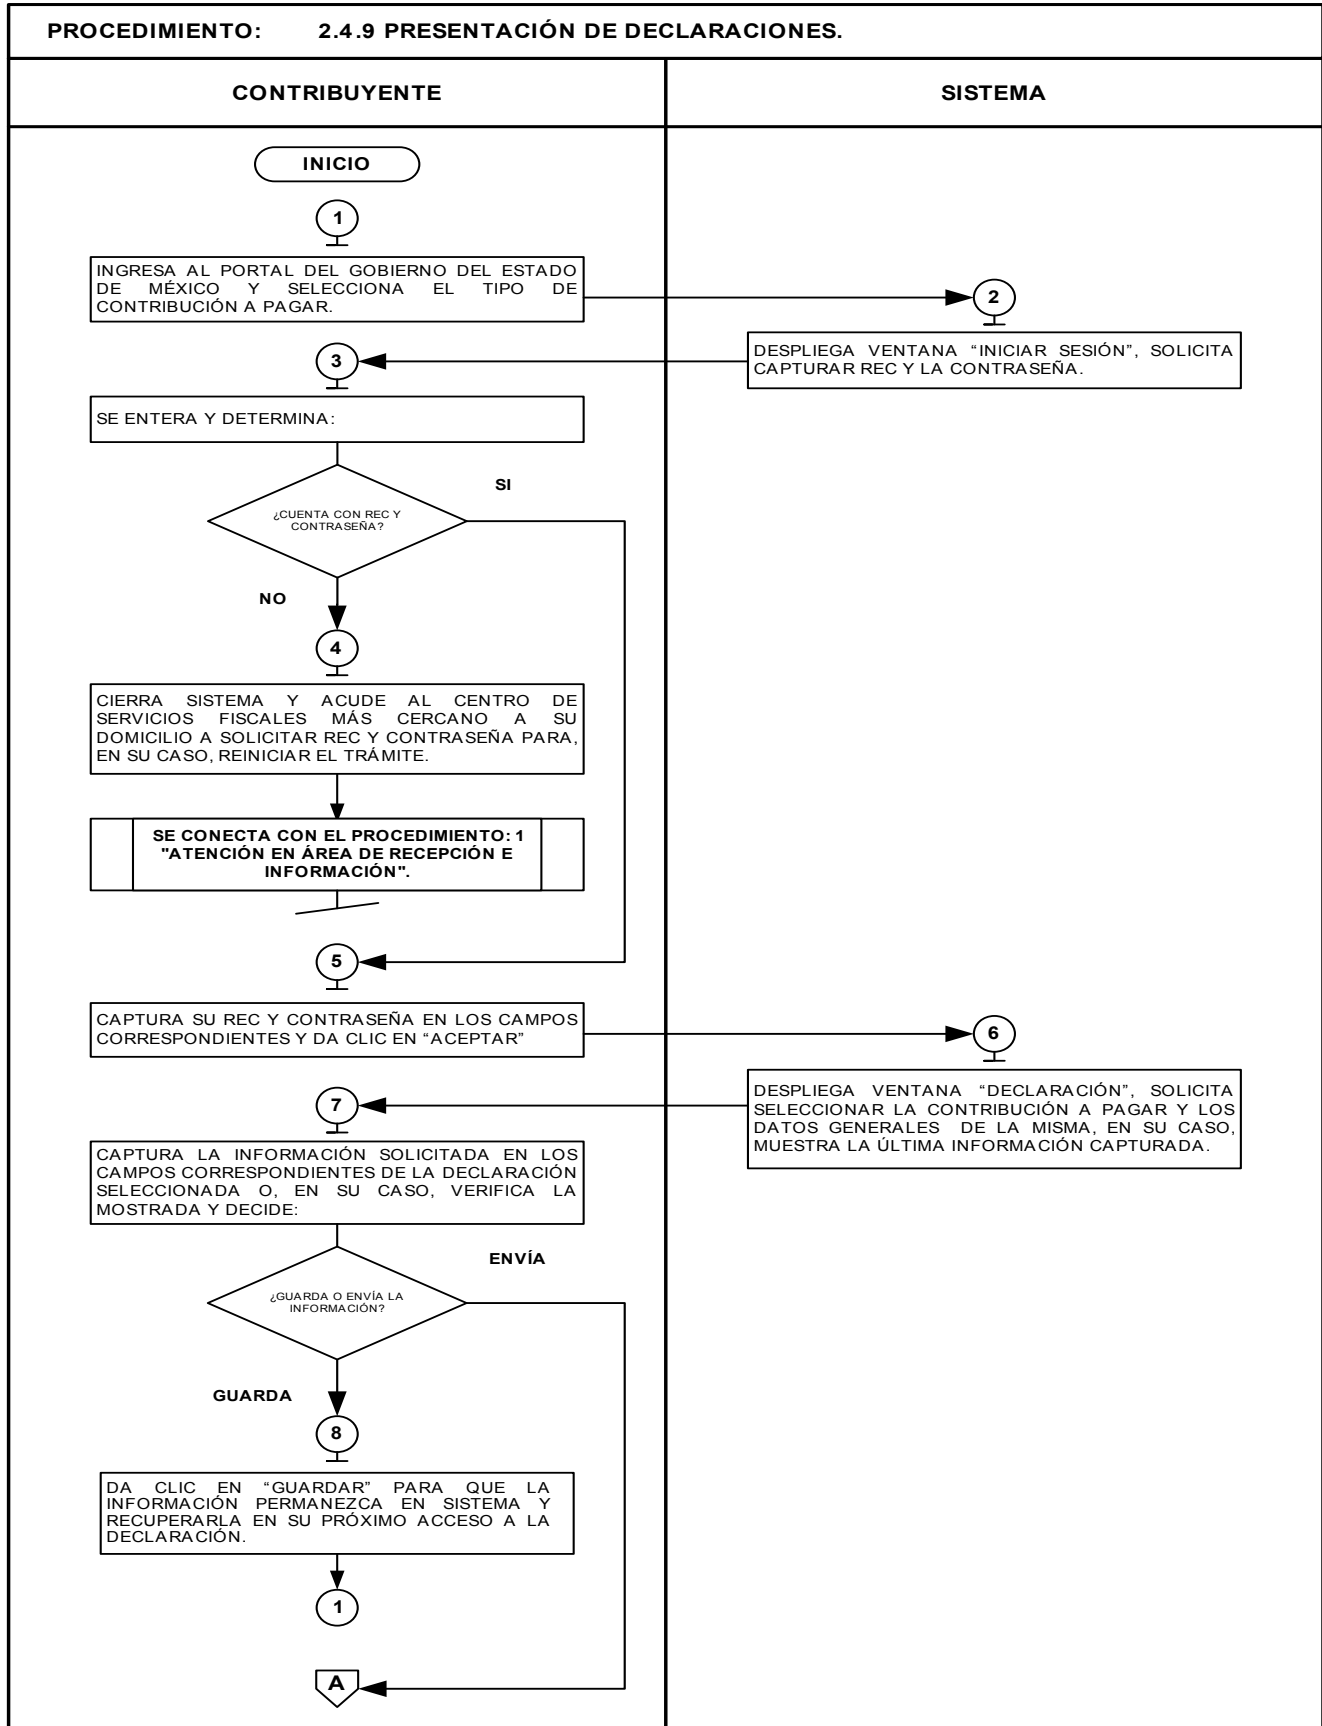 PROCEDIMIENTO: 2.4.9 PRESENTACIÓN DE DECLARACIONES.
CONTRIBUYENTE
SISTEMA
INICIO
1
INGRESA AL PORTAL DEL GOBIERNO DEL ESTADO
DE MÉXICO Y SELECCIONA EL TIPO DE
CONTRIBUCIÓN A PAGAR.
2
DESPLIEGA VENTANA “INICIAR SESIÓN”, SOLICITA
CAPTURAR REC Y LA CONTRASEÑA.
3
SE ENTERA Y DETERMINA:
SI
¿CUENTA CON REC Y
CONTRASEÑA?
NO
4
CIERRA SISTEMA Y ACUDE AL CENTRO DE
SERVICIOS FISCALES MÁS CERCANO A SU
DOMICILIO A SOLICITAR REC Y CONTRASEÑA PARA,
EN SU CASO, REINICIAR EL TRÁMITE.
SE CONECTA CON EL PROCEDIMIENTO: 1
"ATENCIÓN EN ÁREA DE RECEPCIÓN E
INFORMACIÓN".
5
CAPTURA SU REC Y CONTRASEÑA EN LOS CAMPOS
CORRESPONDIENTES Y DA CLIC EN “ACEPTAR”
6
DESPLIEGA VENTANA “DECLARACIÓN”, SOLICITA
SELECCIONAR LA CONTRIBUCIÓN A PAGAR Y LOS
DATOS GENERALES DE LA MISMA, EN SU CASO,
MUESTRA LA ÚLTIMA INFORMACIÓN CAPTURADA.
7
CAPTURA LA INFORMACIÓN SOLICITADA EN LOS
CAMPOS CORRESPONDIENTES DE LA DECLARACIÓN
SELECCIONADA O, EN SU CASO, VERIFICA LA
MOSTRADA Y DECIDE:
ENVÍA
¿GUARDA O ENVÍA LA
INFORMACIÓN?
GUARDA
8
DA CLIC EN “GUARDAR” PARA QUE LA
INFORMACIÓN PERMANEZCA EN SISTEMA Y
RECUPERARLA EN SU PRÓXIMO ACCESO A LA
DECLARACIÓN.
1
A